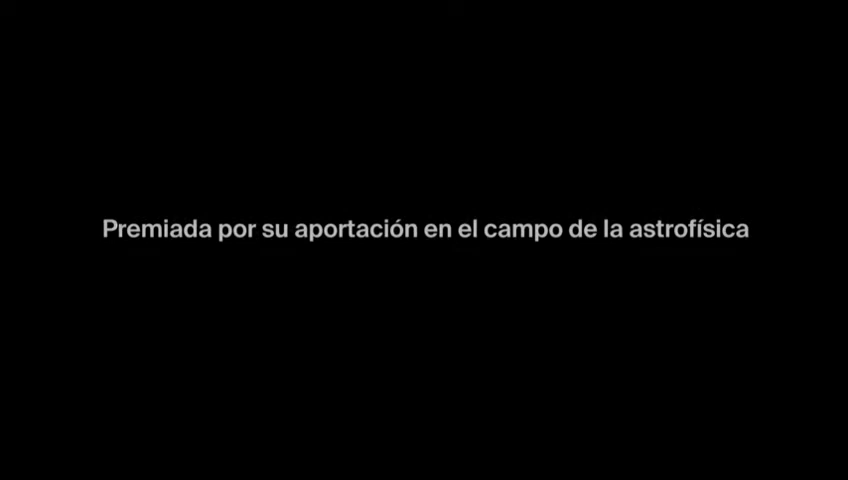 Premiada por su aportación en el campo de la astrofísica